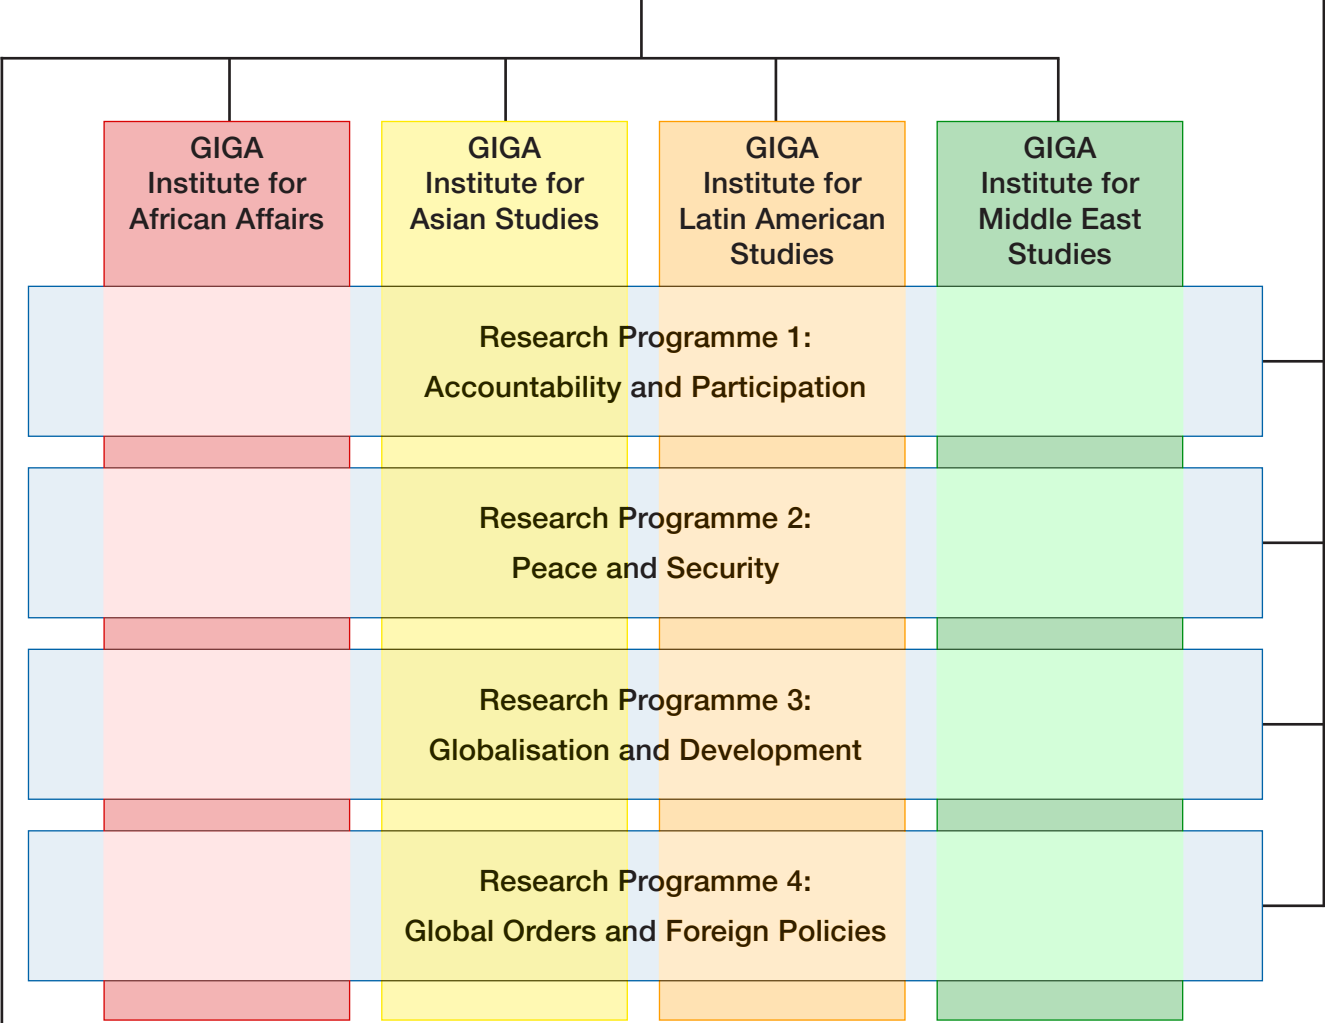 GIGA
Institute for
African Affairs
GIGA
Institute for
Asian Studies
GIGA
Institute for
Latin American
Studies
GIGA
Institute for
Middle East
Studies
Research Programme 1:
Accountability and Participation
Research Programme 2:
Peace and Security
Research Programme 3:
Globalisation and Development
Research Programme 4:
Global Orders and Foreign Policies